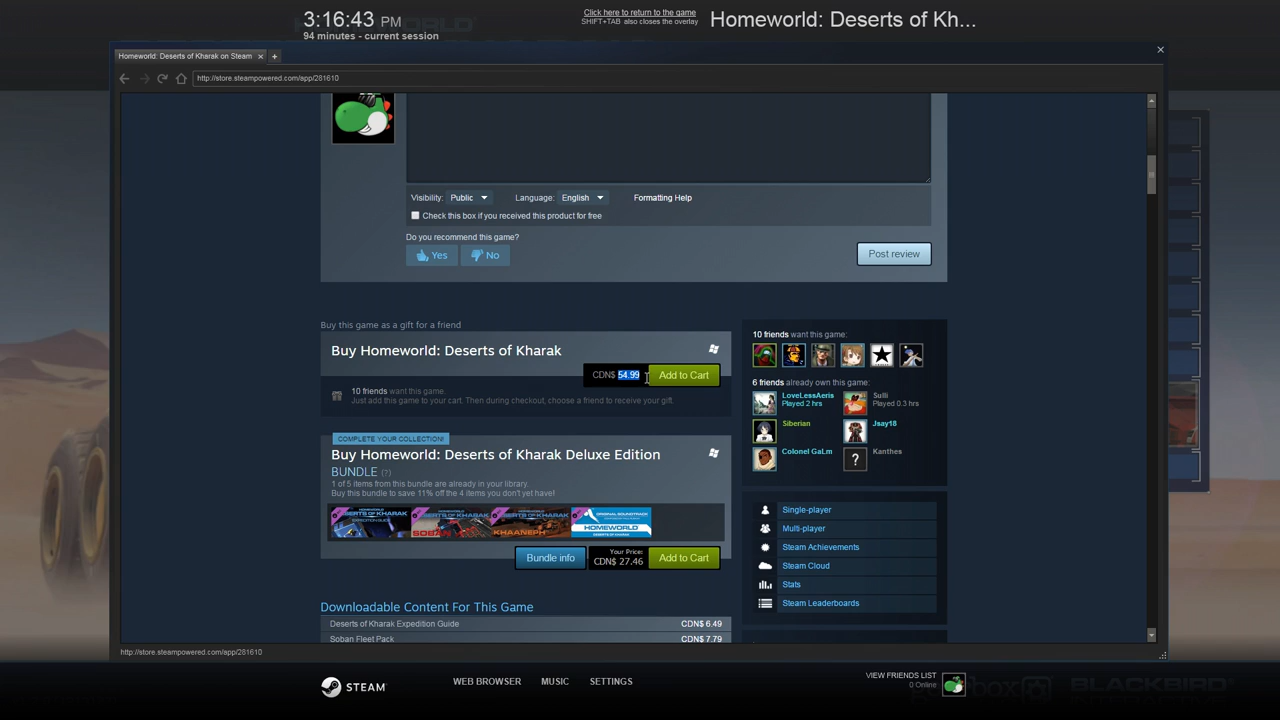 3:16:43 PM
94 minutes - current session
Click here to return to the game
SHIFT+TAB also closes the overlay
Homeworld: Deserts of Kh...
Homeworld: Deserts of Kharak on Steam
http://store.steampowered.com/app/281610
Visibility: Public Language: English Formatting Help
Check this box if you received this product for free
Do you recommend this game?
Yes No Post review
Buy this game as a gift for a friend
Buy Homeworld: Deserts of Kharak
CDN$ 54.99 Add to Cart
10 friends want this game:
Just add this game to your cart. Then during checkout, choose a friend to receive your gift.
COMPLETE YOUR COLLECTION!
Buy Homeworld: Deserts of Kharak Deluxe Edition
BUNDLE (?)
1 of 5 items from this bundle are already in your library.
Buy this bundle to save 11% off the 4 items you don't yet have!
HOMEWORLD
Bundle info
Your Price:
CDN$ 27.46 Add to Cart
Downloadable Content For This Game
Deserts of Kharak Expedition Guide CDN$ 6.49
Soban Fleet Pack CDN$ 7.79
10 friends want this game:
6 friends already own this game:
LoveLessAeris
Played 2 hrs
Sulli
Played 0.3 hrs
Siberian
Jsay18
Colonel GaLm
? Kanthes
Single-player
Multi-player
Steam Achievements
Steam Cloud
Stats
Steam Leaderboards
http://store.steampowered.com/app/281610
STEAM
WEB BROWSER MUSIC SETTINGS
VIEW FRIENDS LIST
0 Online
BLACKBIRD